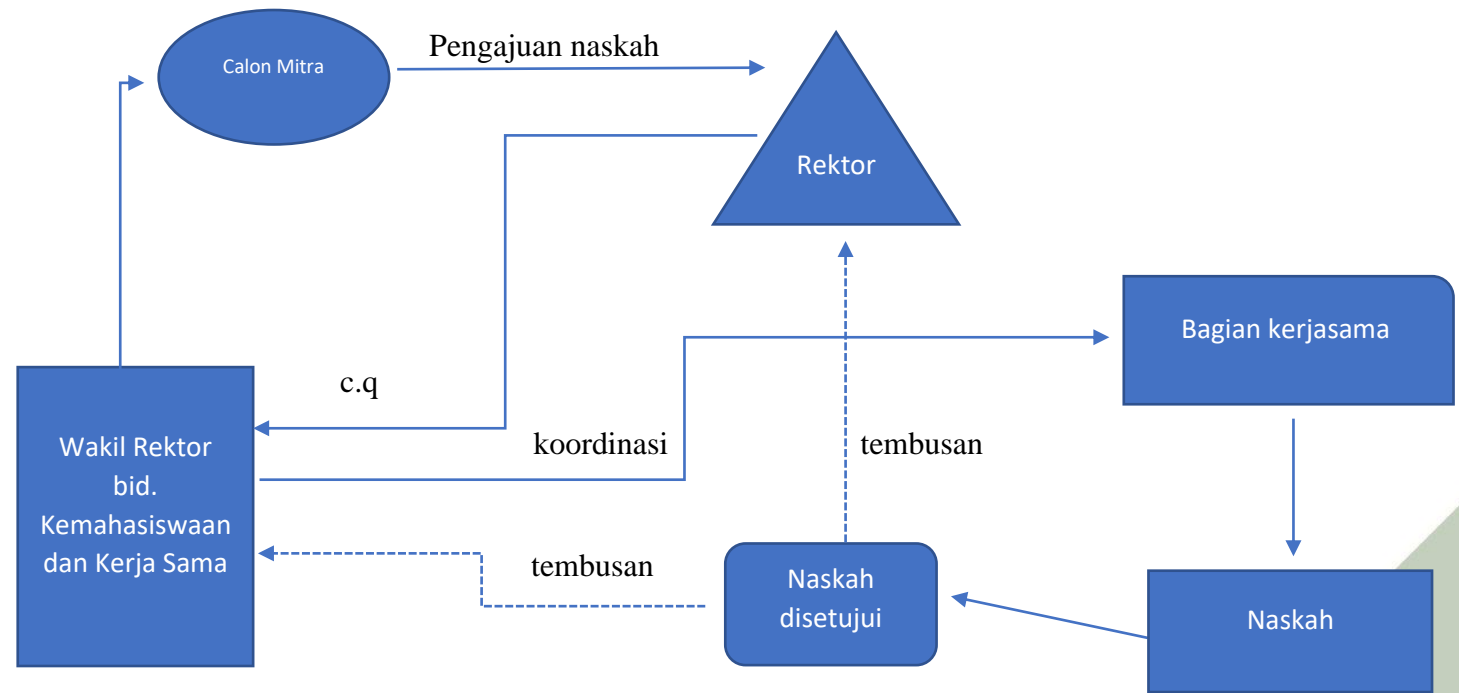 Calon Mitra
Pengajuan naskah
Rektor
Bagian kerjasama
c.q
Wakil Rektor
bid.
Kemahasiswaan
dan Kerja Sama
koordinasi
tembusan
tembusan
Naskah
disetujui
Naskah